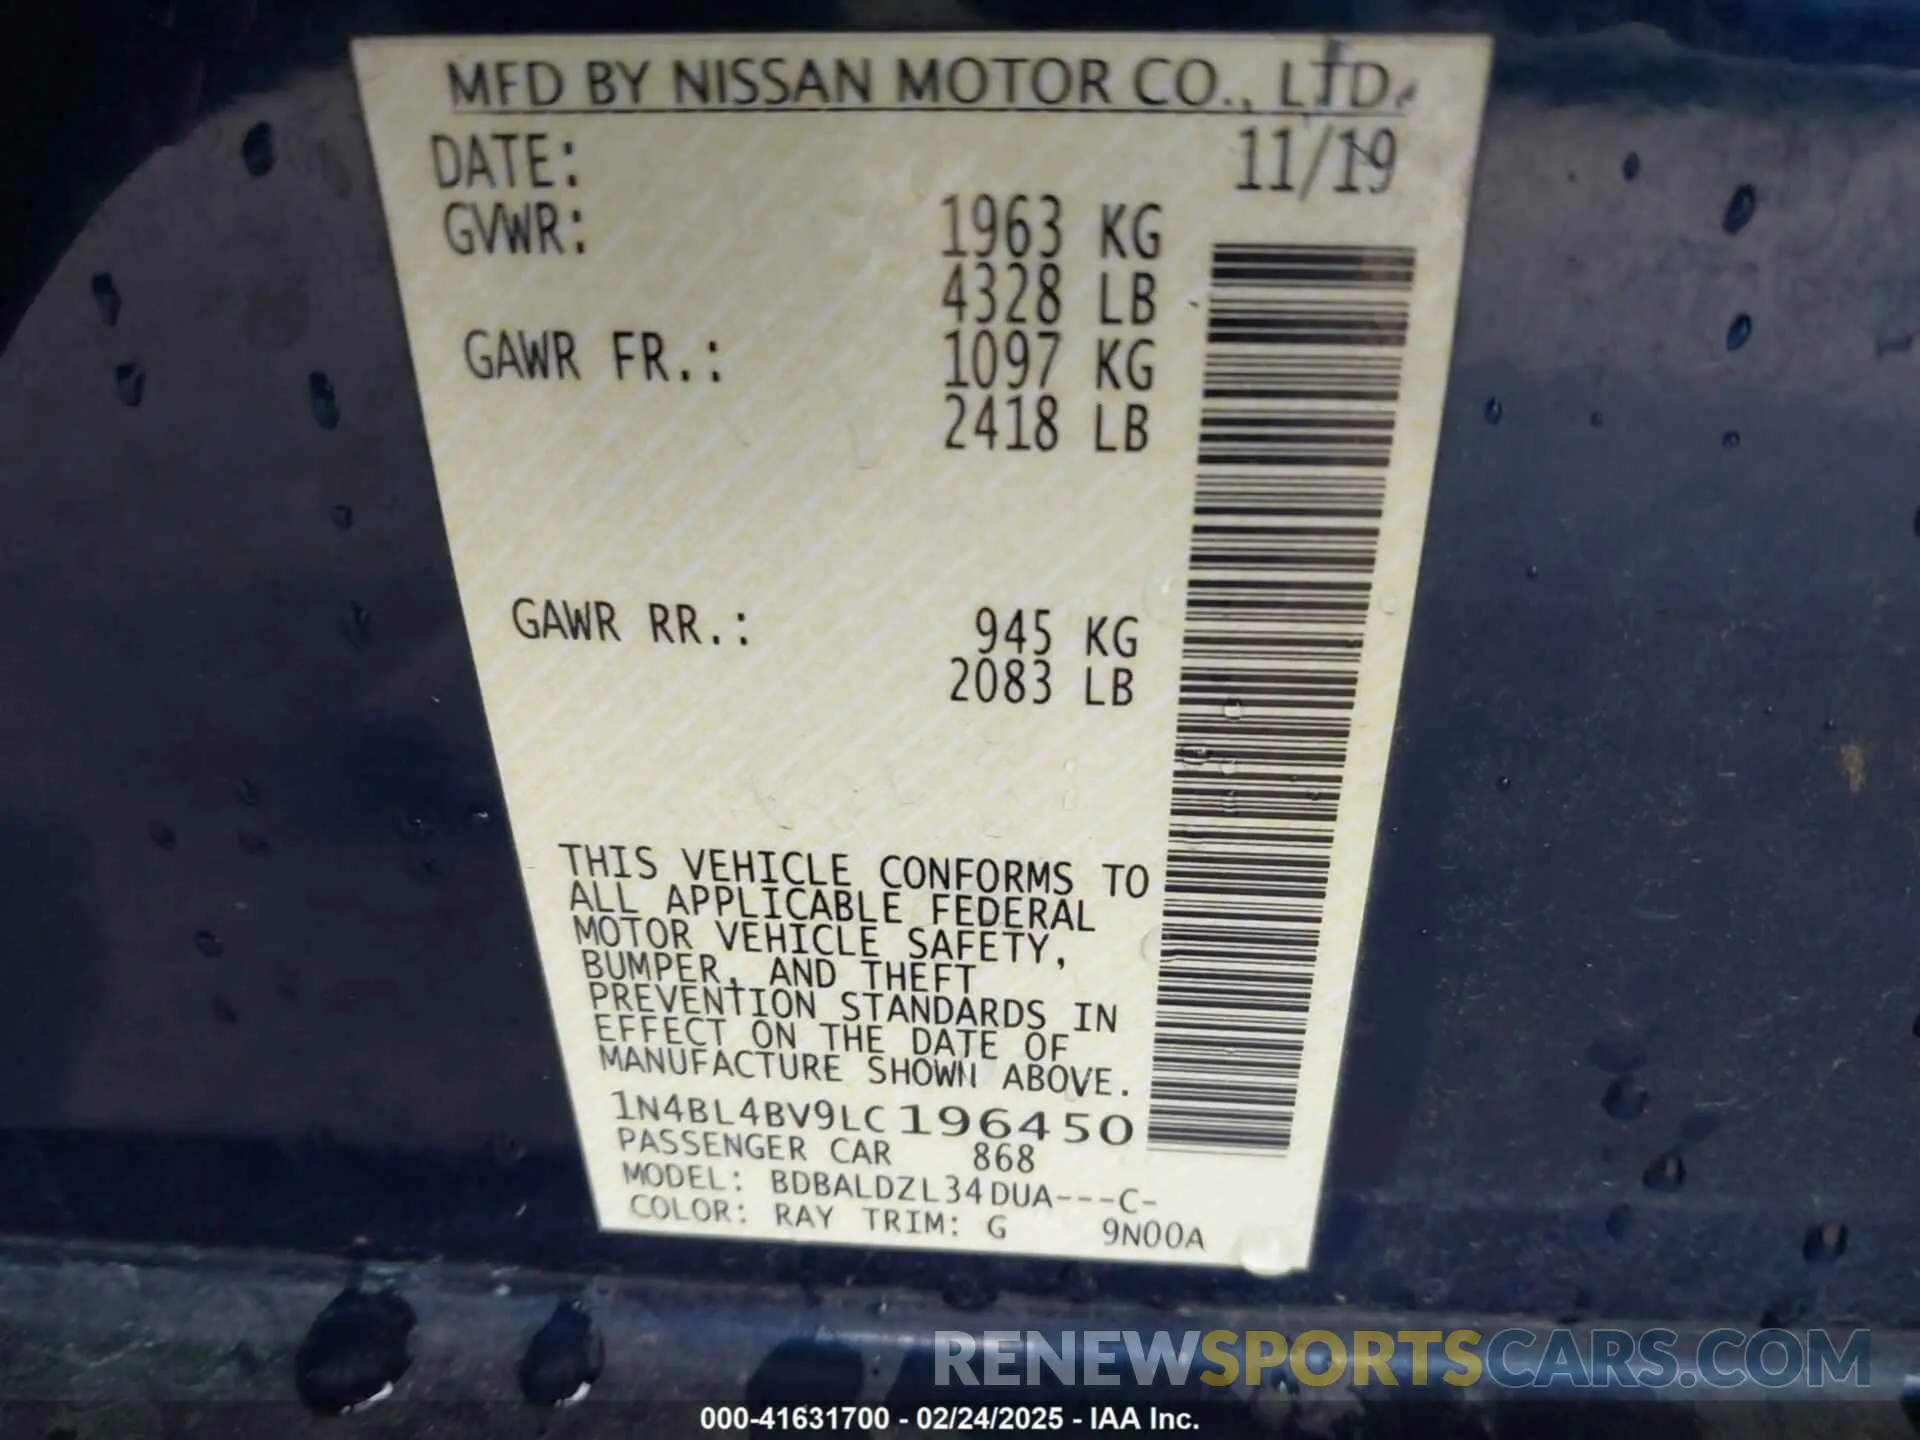 MFD BY NISSAN MOTOR CO., LTD.
DATE: 11/19
GVWR: 1963 KG
4328 LB
GAWR FR.: 1097 KG
2418 LB
GAWR RR.: 945 KG
2083 LB
THIS VEHICLE CONFORMS TO
ALL APPLICABLE FEDERAL
MOTOR VEHICLE SAFETY,
BUMPER, AND THEFT
PREVENTION STANDARDS IN
EFFECT ON THE DATE OF
MANUFACTURE SHOWN ABOVE.
1N4BL4BV9LC196450
PASSENGER CAR 868
MODEL: BDBALDZL34DUA---C-
COLOR: RAY TRIM: G 9N00A
RENEWSPORTSCARS.COM
000-41631700 - 02/24/2025 - IAA Inc.